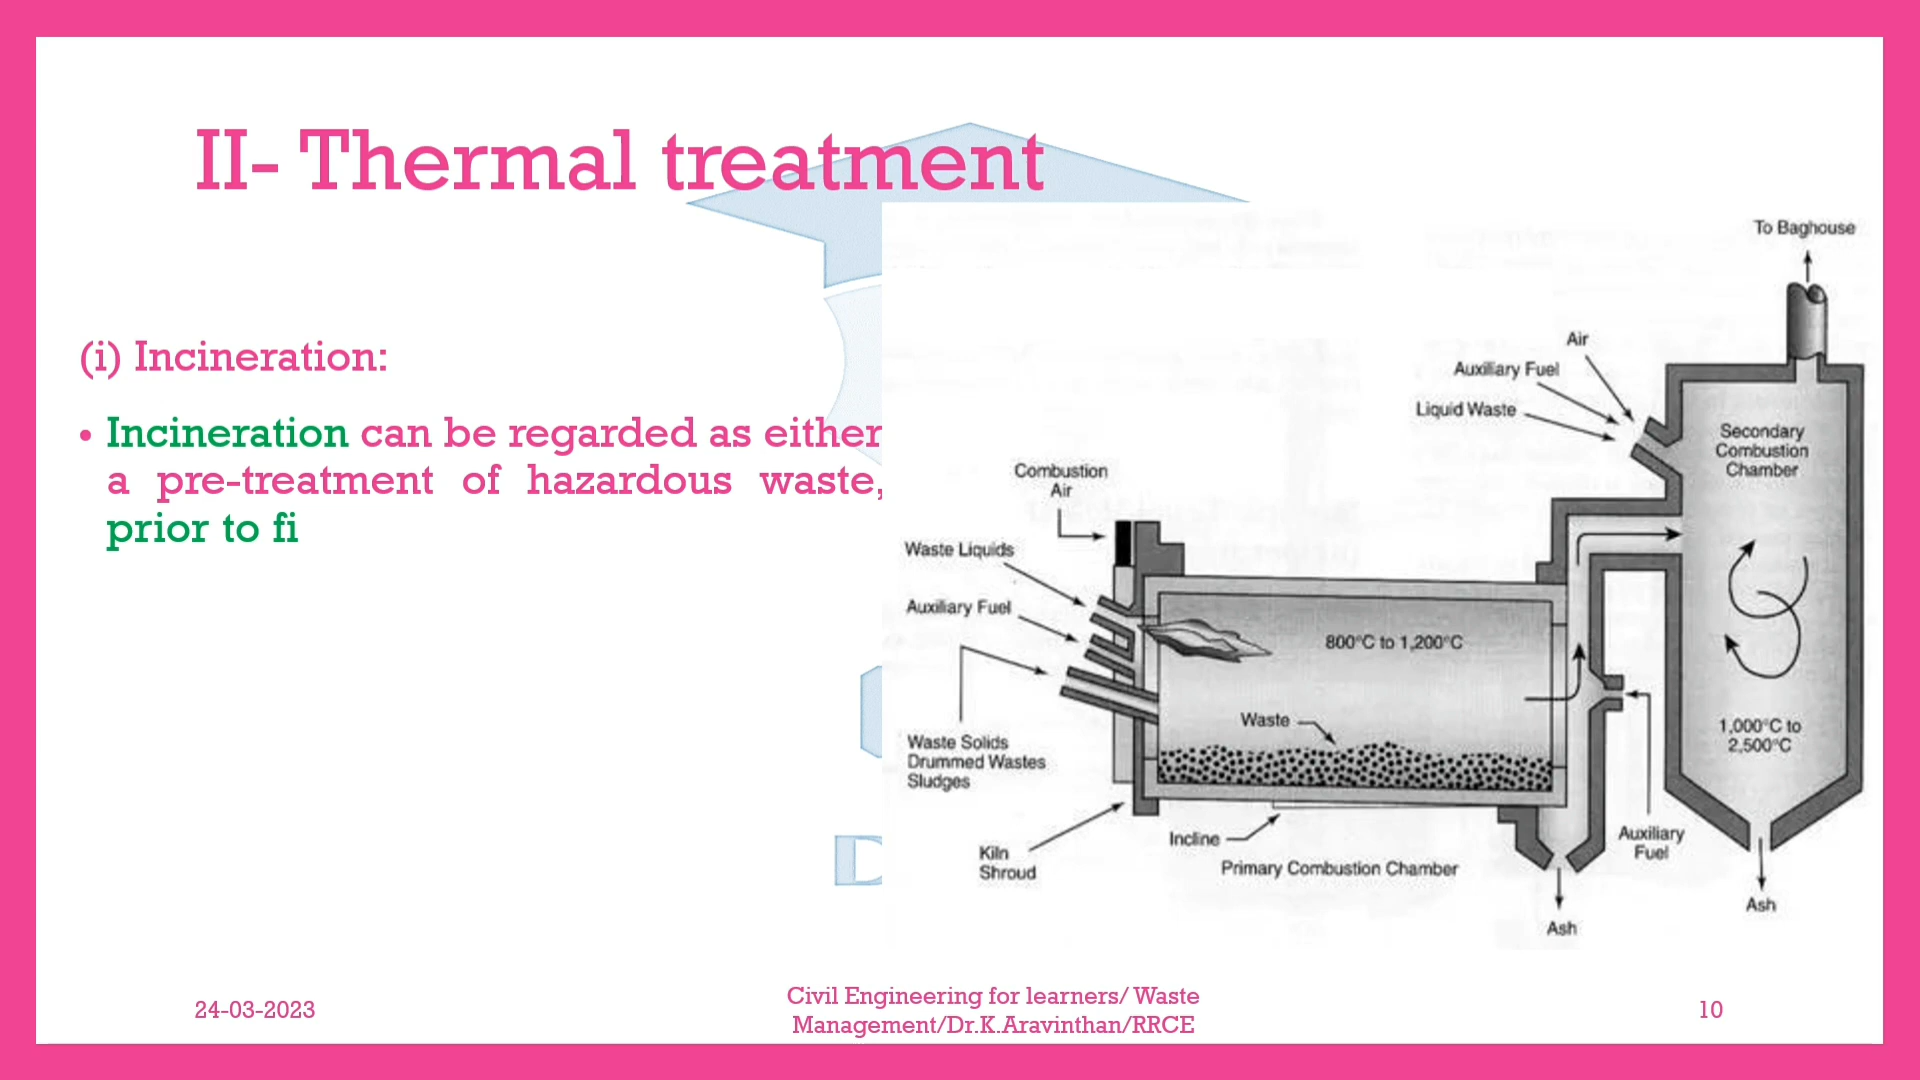 II- Thermal treatment
(i) Incineration:
• Incineration can be regarded as either
a pre-treatment of hazardous waste,
prior to fi
To Baghouse
Air
Auxiliary Fuel
Liquid Waste
Secondary
Combustion
Chamber
Combustion
Air
Waste Liquids
Auxiliary Fuel
800°C to 1,200°C
Waste
1,000°C to
2,500°C
Waste Solids
Drummed Wastes
Sludges
Incline
Kiln
Shroud
Primary Combustion Chamber
Auxiliary
Fuel
Ash
Ash
D
24-03-2023
Civil Engineering for learners/ Waste
Management/Dr.K.Aravinthan/RRCE
10